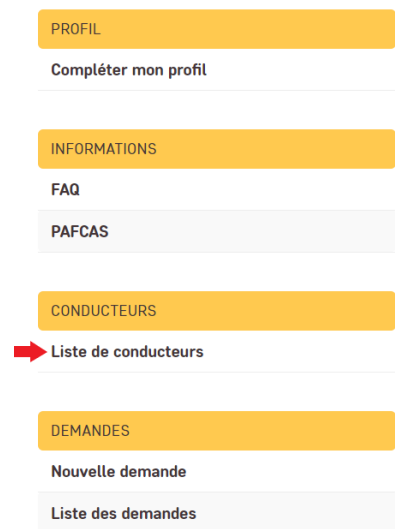 PROFIL
Compléter mon profil
INFORMATIONS
FAQ
PAFCAS
CONDUCTEURS
Liste de conducteurs
DEMANDES
Nouvelle demande
Liste des demandes